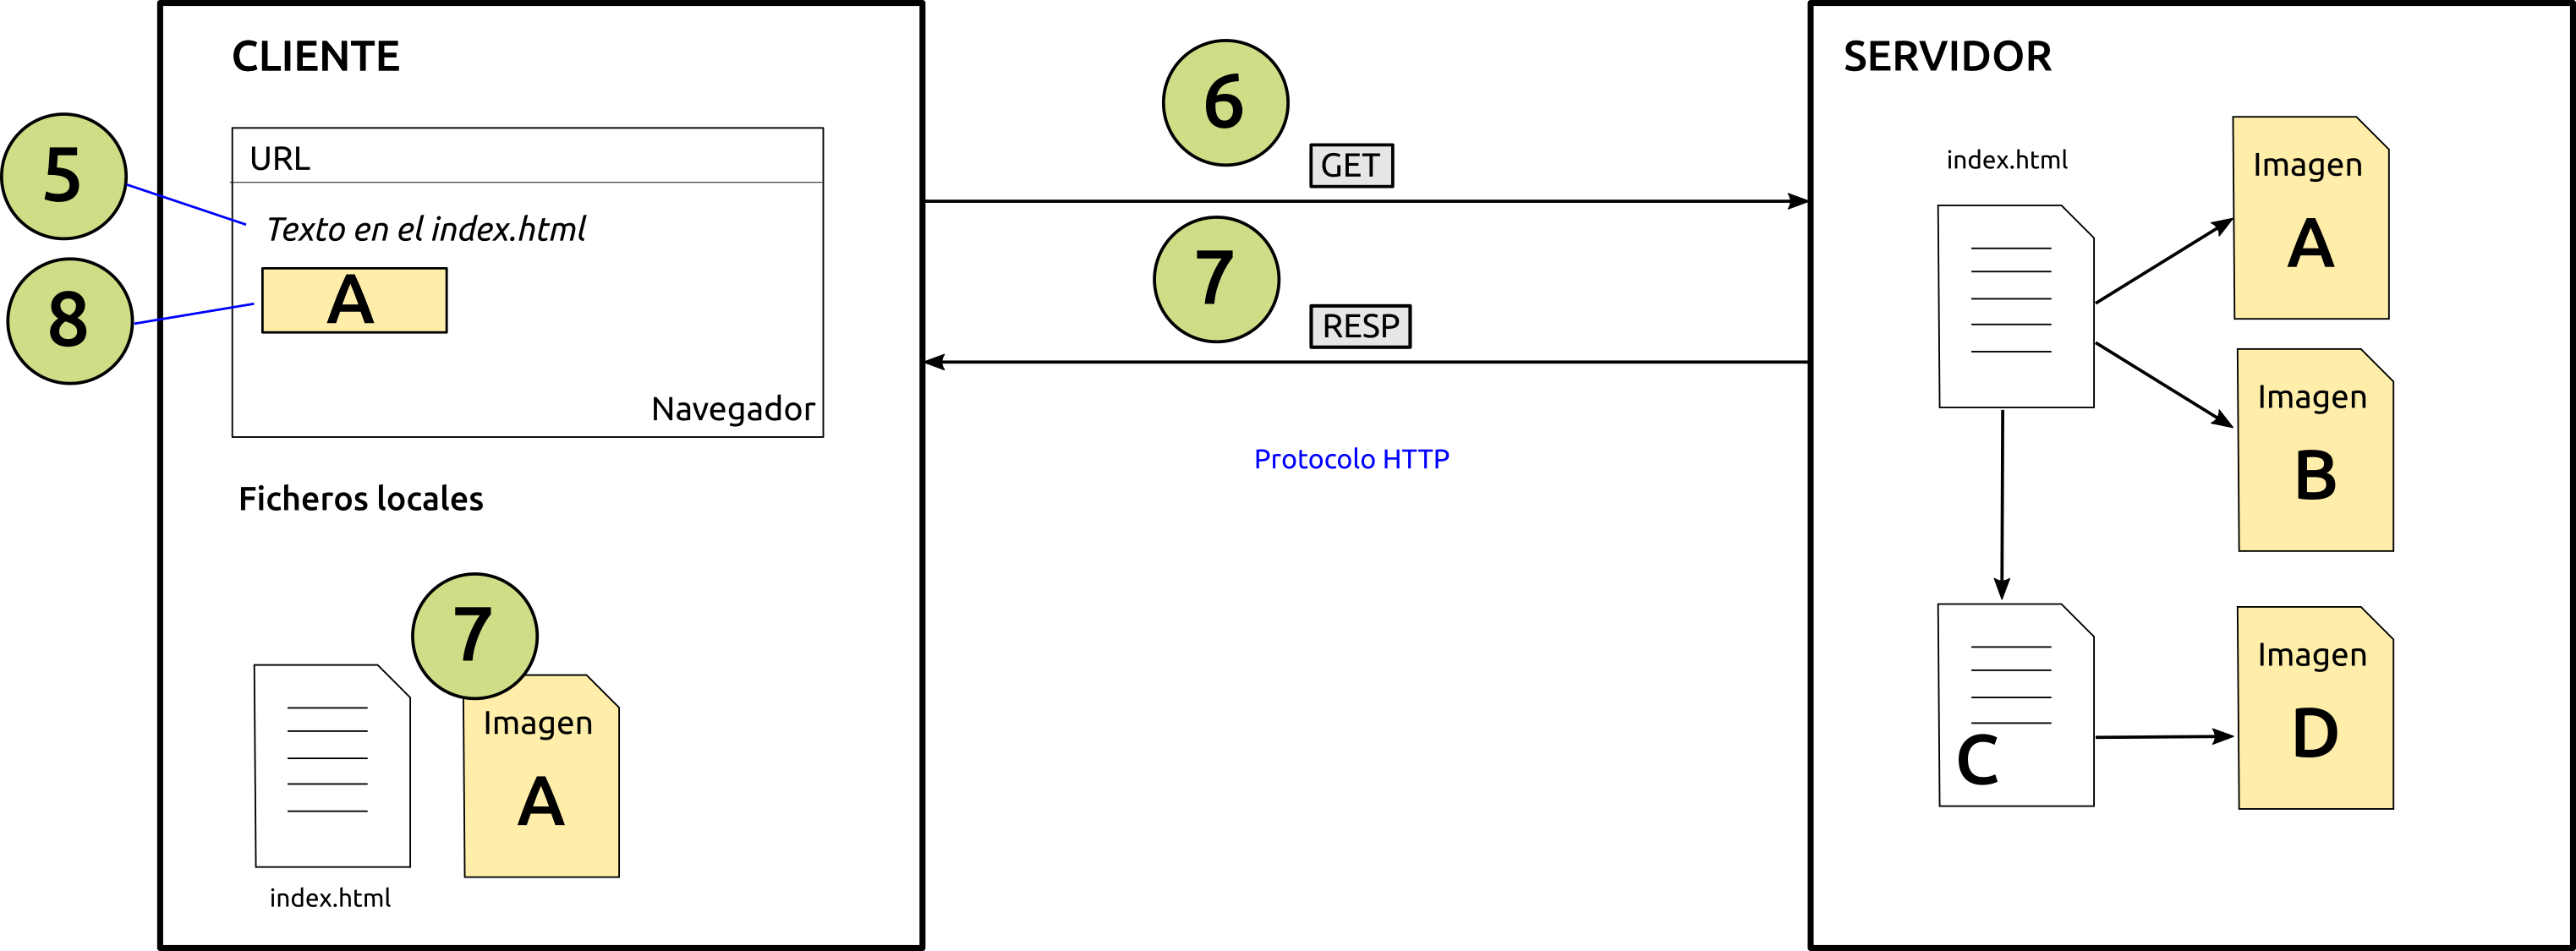 CLIENTE
5
URL
Texto en el index.html
8
A
Navegador
Ficheros locales
7
Imagen
A
index.html
6
GET
7
RESP
Protocolo HTTP
SERVIDOR
index.html
Imagen
A
Imagen
B
C
Imagen
D